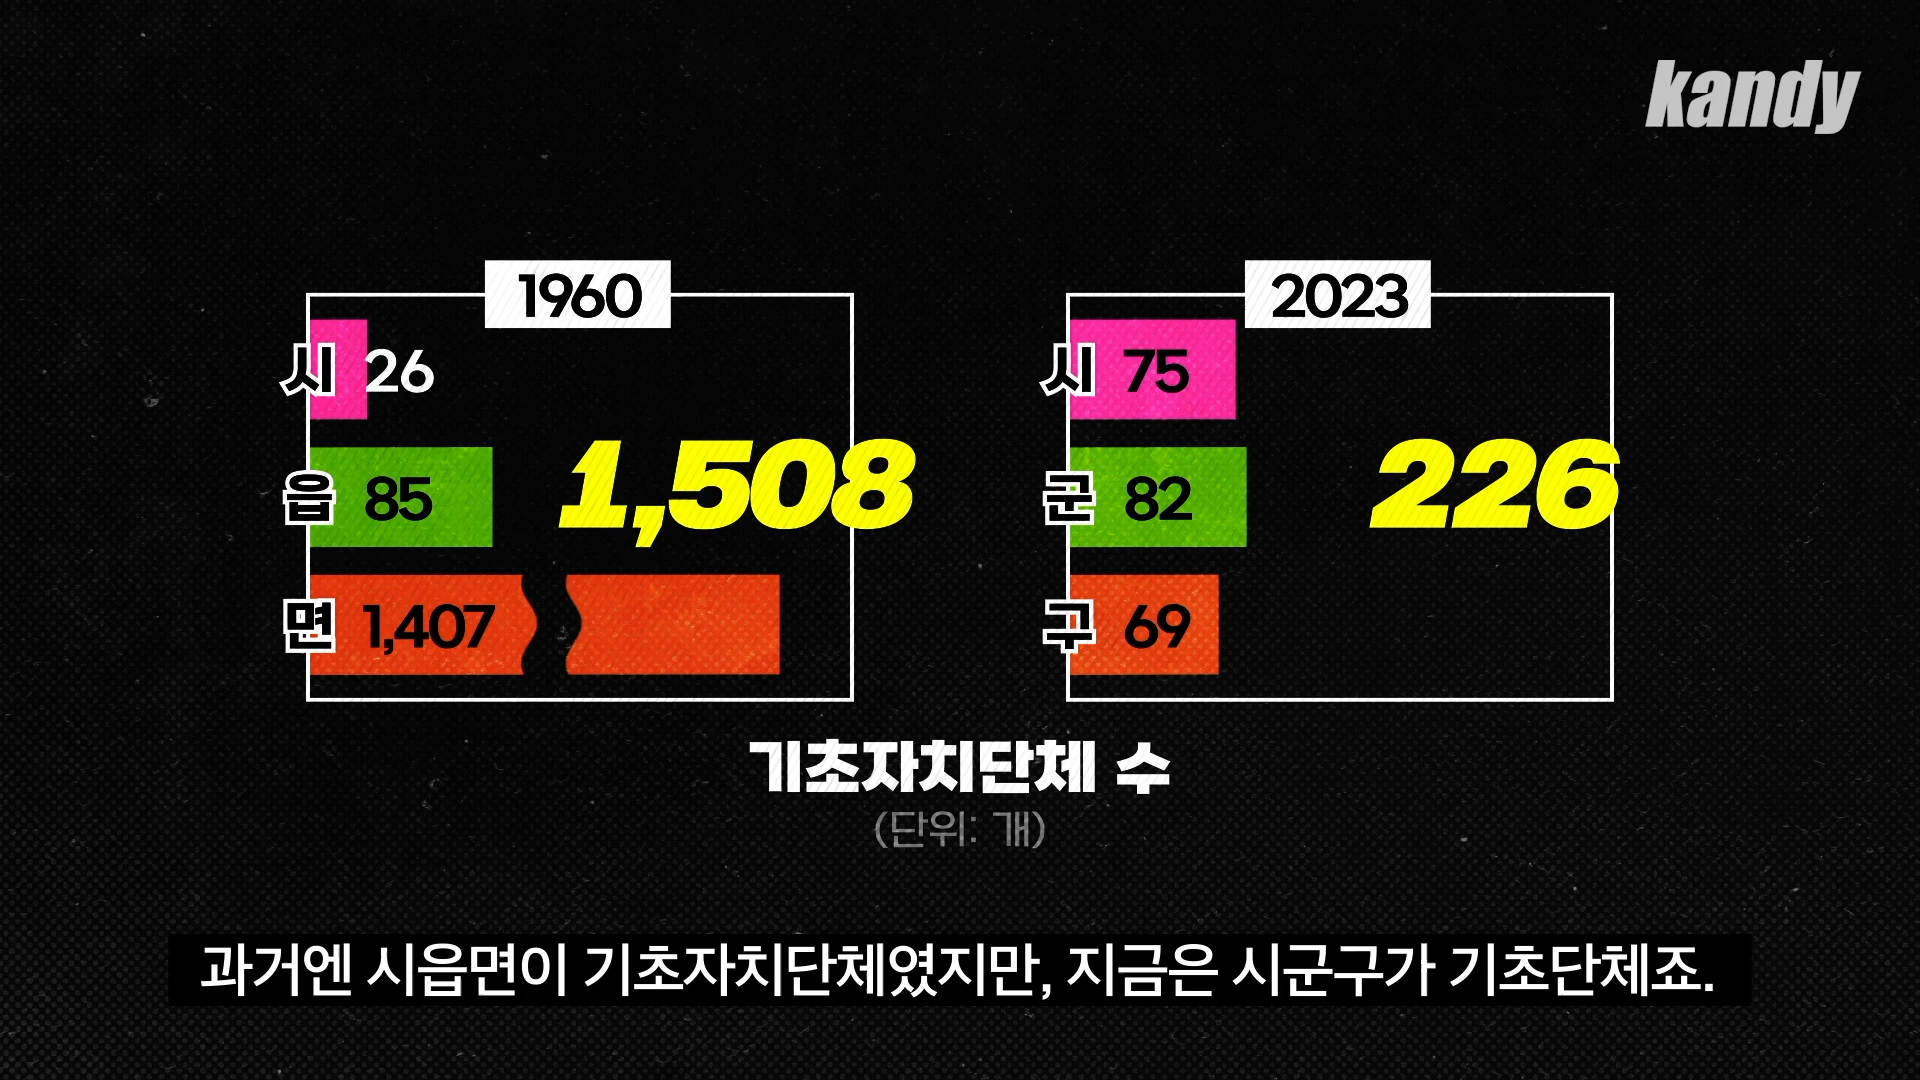 kandy
1960
시 26
읍 85
면 1,407
1,508
2023
시 75
군 82
구 69
226
기초자치단체 수
(단위: 개)
과거엔 시읍면이 기초자치단체였지만, 지금은 시군구가 기초단체죠.